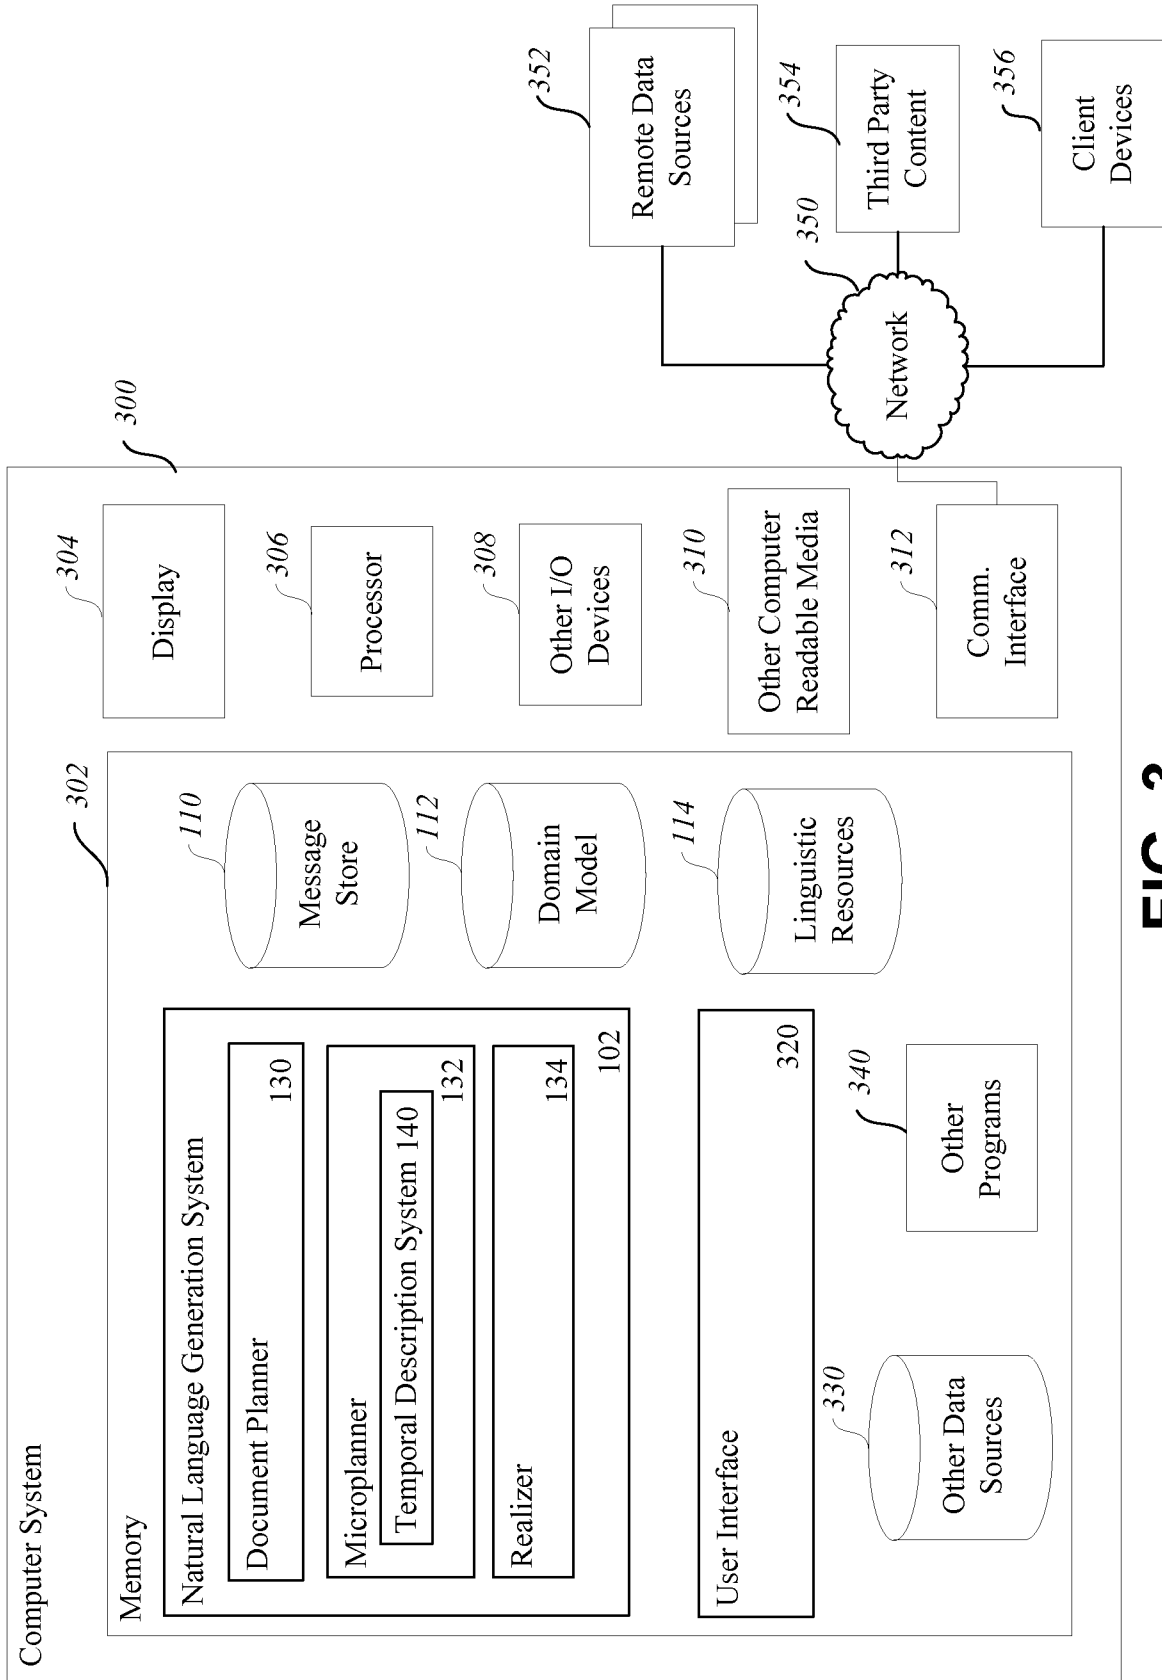 Computer System
300
Memory
302
Natural Language Generation System
Document Planner
130
Microplanner
Temporal Description System 140
132
Realizer
134
102
User Interface
320
Other Data
Sources
330
Other
Programs
340
Message
Store
110
Domain
Model
112
Linguistic
Resources
114
Display
304
Processor
306
Other I/O
Devices
308
Other Computer
Readable Media
310
Comm.
Interface
312
Network
350
Remote Data
Sources
352
Third Party
Content
354
Client
Devices
356